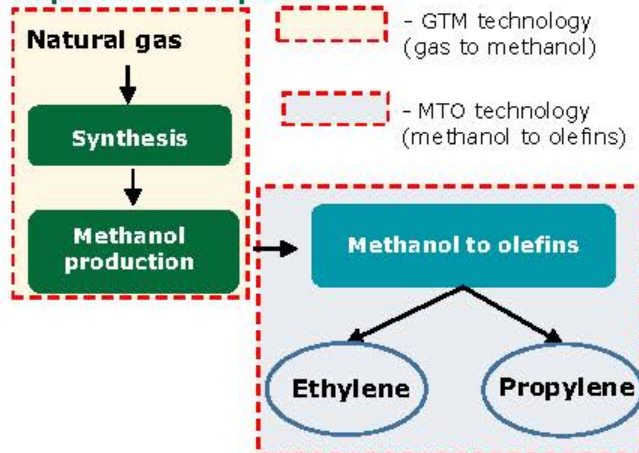 Natural gas
- GTM technology
(gas to methanol)
- MTO technology
(methanol to olefins)
Synthesis
Methanol
production
Methanol to olefins
Ethylene
Propylene